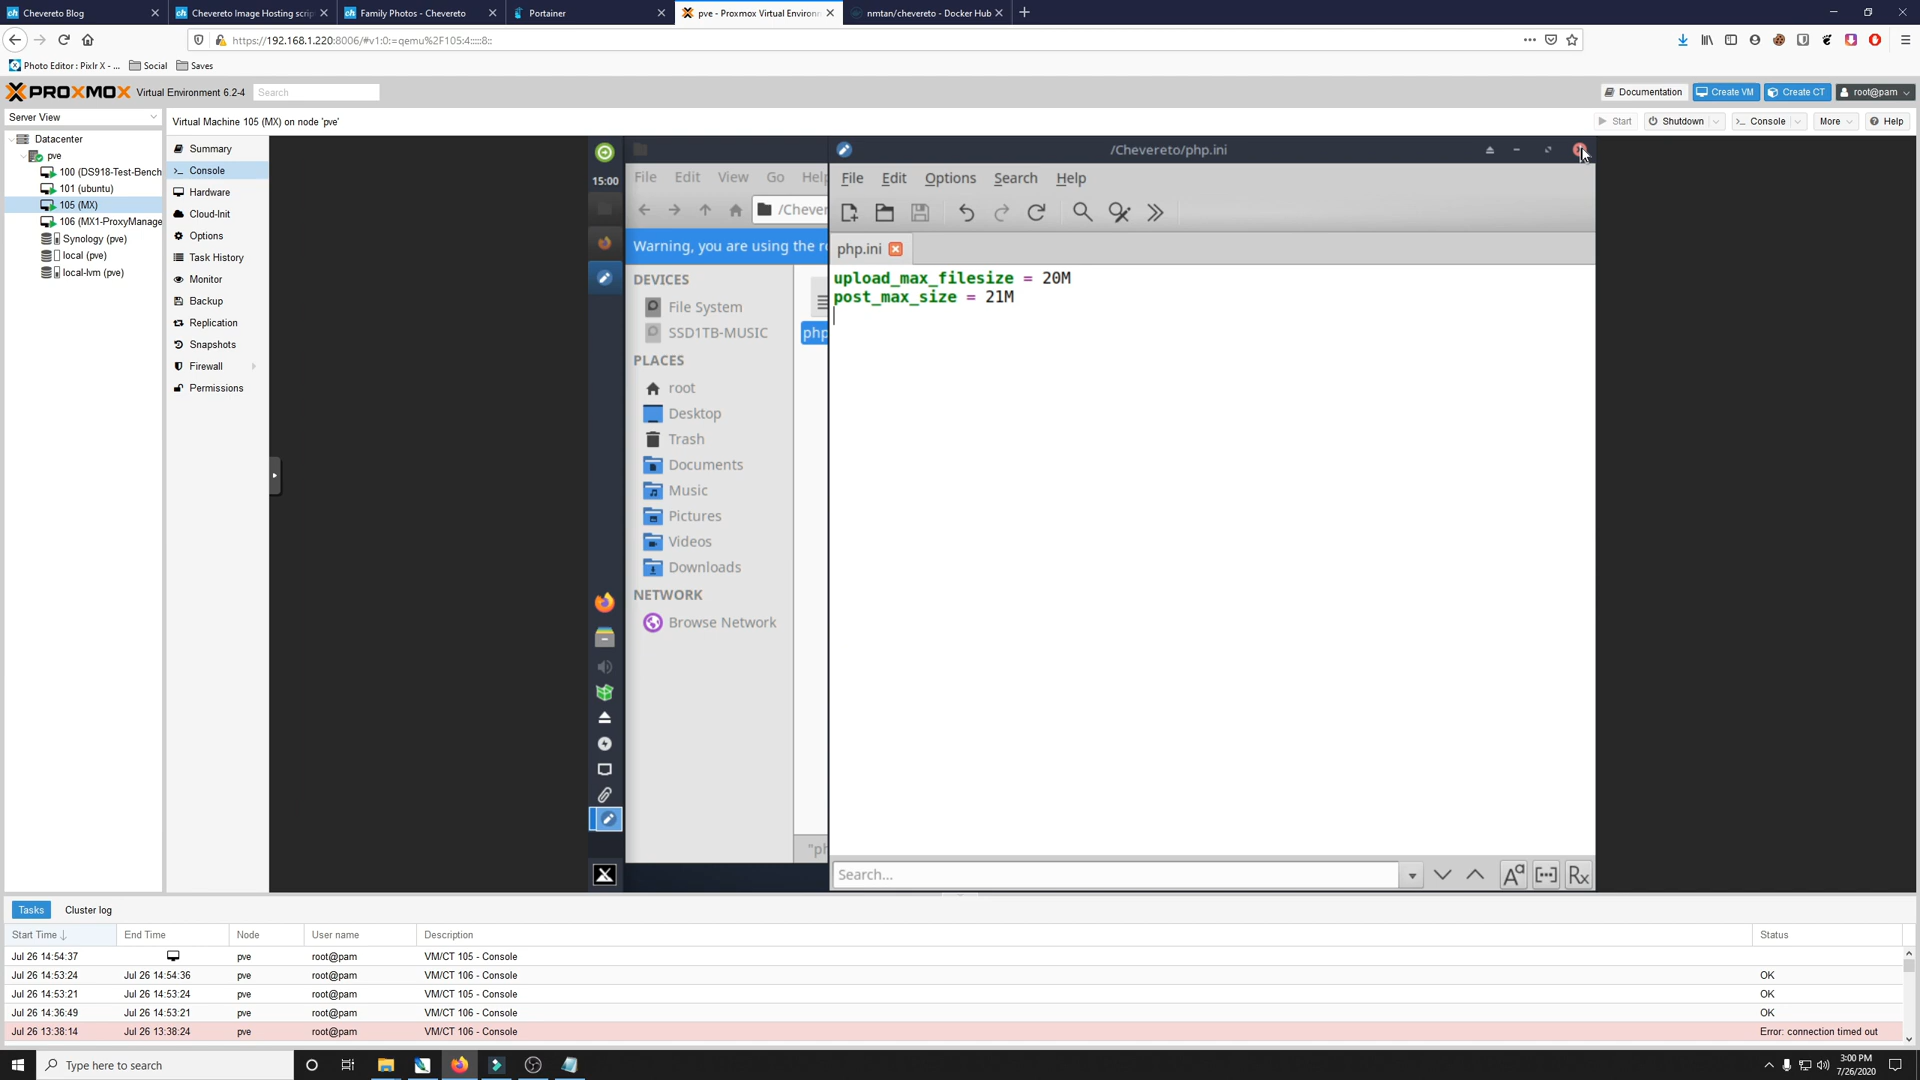 Chevereto Blog
Chevereto Image Hosting scrip
Family Photos - Chevereto
Portainer
pve - Proxmox Virtual Environm
nmtan/chevereto - Docker Hub
https://192.168.1.220:8006/#v1:0:=qemu%2F105:4:::::8::
Photo Editor : Pixlr X - ...
Social
Saves
PROXMOX Virtual Environment 6.2-4
Search
Documentation
Create VM
Create CT
root@pam
Server View
Virtual Machine 105 (MX) on node 'pve'
Start
Shutdown
Console
More
Help
Datacenter
pve
100 (DS918-Test-Bench
101 (ubuntu)
105 (MX)
106 (MX1-ProxyManage
Synology (pve)
local (pve)
local-lvm (pve)
Summary
Console
Hardware
Cloud-Init
Options
Task History
Monitor
Backup
Replication
Snapshots
Firewall
Permissions
15:00
File Edit View Go Help
/Chever
Warning, you are using the r
DEVICES
File System
SSD1TB-MUSIC
PLACES
root
Desktop
Trash
Documents
Music
Pictures
Videos
Downloads
NETWORK
Browse Network
php
"ph
/Chevereto/php.ini
File Edit Options Search Help
php.ini
upload_max_filesize = 20M
post_max_size = 21M
Search...
Tasks
Cluster log
Start Time End Time Node User name Description Status
Jul 26 14:54:37 pve root@pam VM/CT 105 - Console
Jul 26 14:53:24 Jul 26 14:54:36 pve root@pam VM/CT 106 - Console OK
Jul 26 14:53:21 Jul 26 14:53:24 pve root@pam VM/CT 105 - Console OK
Jul 26 14:36:49 Jul 26 14:53:21 pve root@pam VM/CT 106 - Console OK
Jul 26 13:38:14 Jul 26 13:38:24 pve root@pam VM/CT 106 - Console Error: connection timed out
Type here to search
3:00 PM
7/26/2020